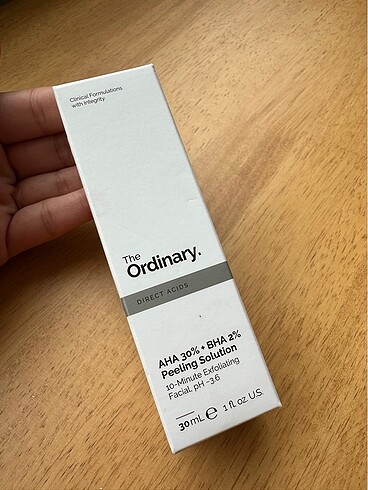 Clinical Formulations
with Integrity
The
Ordinary.
DIRECT ACIDS
AHA 30% + BHA 2%
Peeling Solution
10-Minute Exfoliating
Facial, pH ~3.6
30 mL ℮ 1 fl oz U.S.